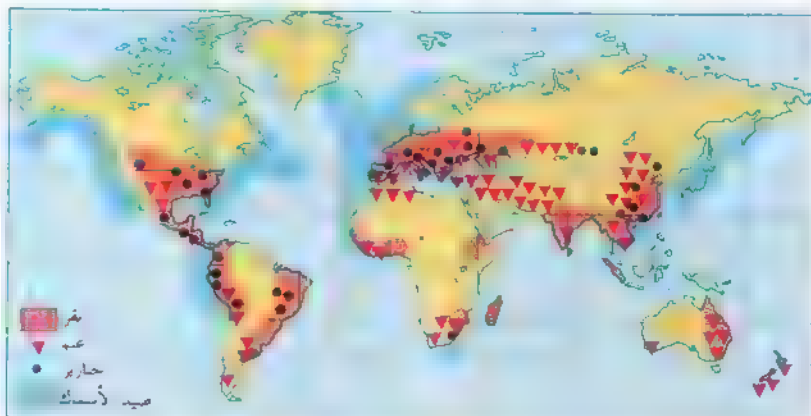 بقر
غنم
خنازير
صيد الأسماك